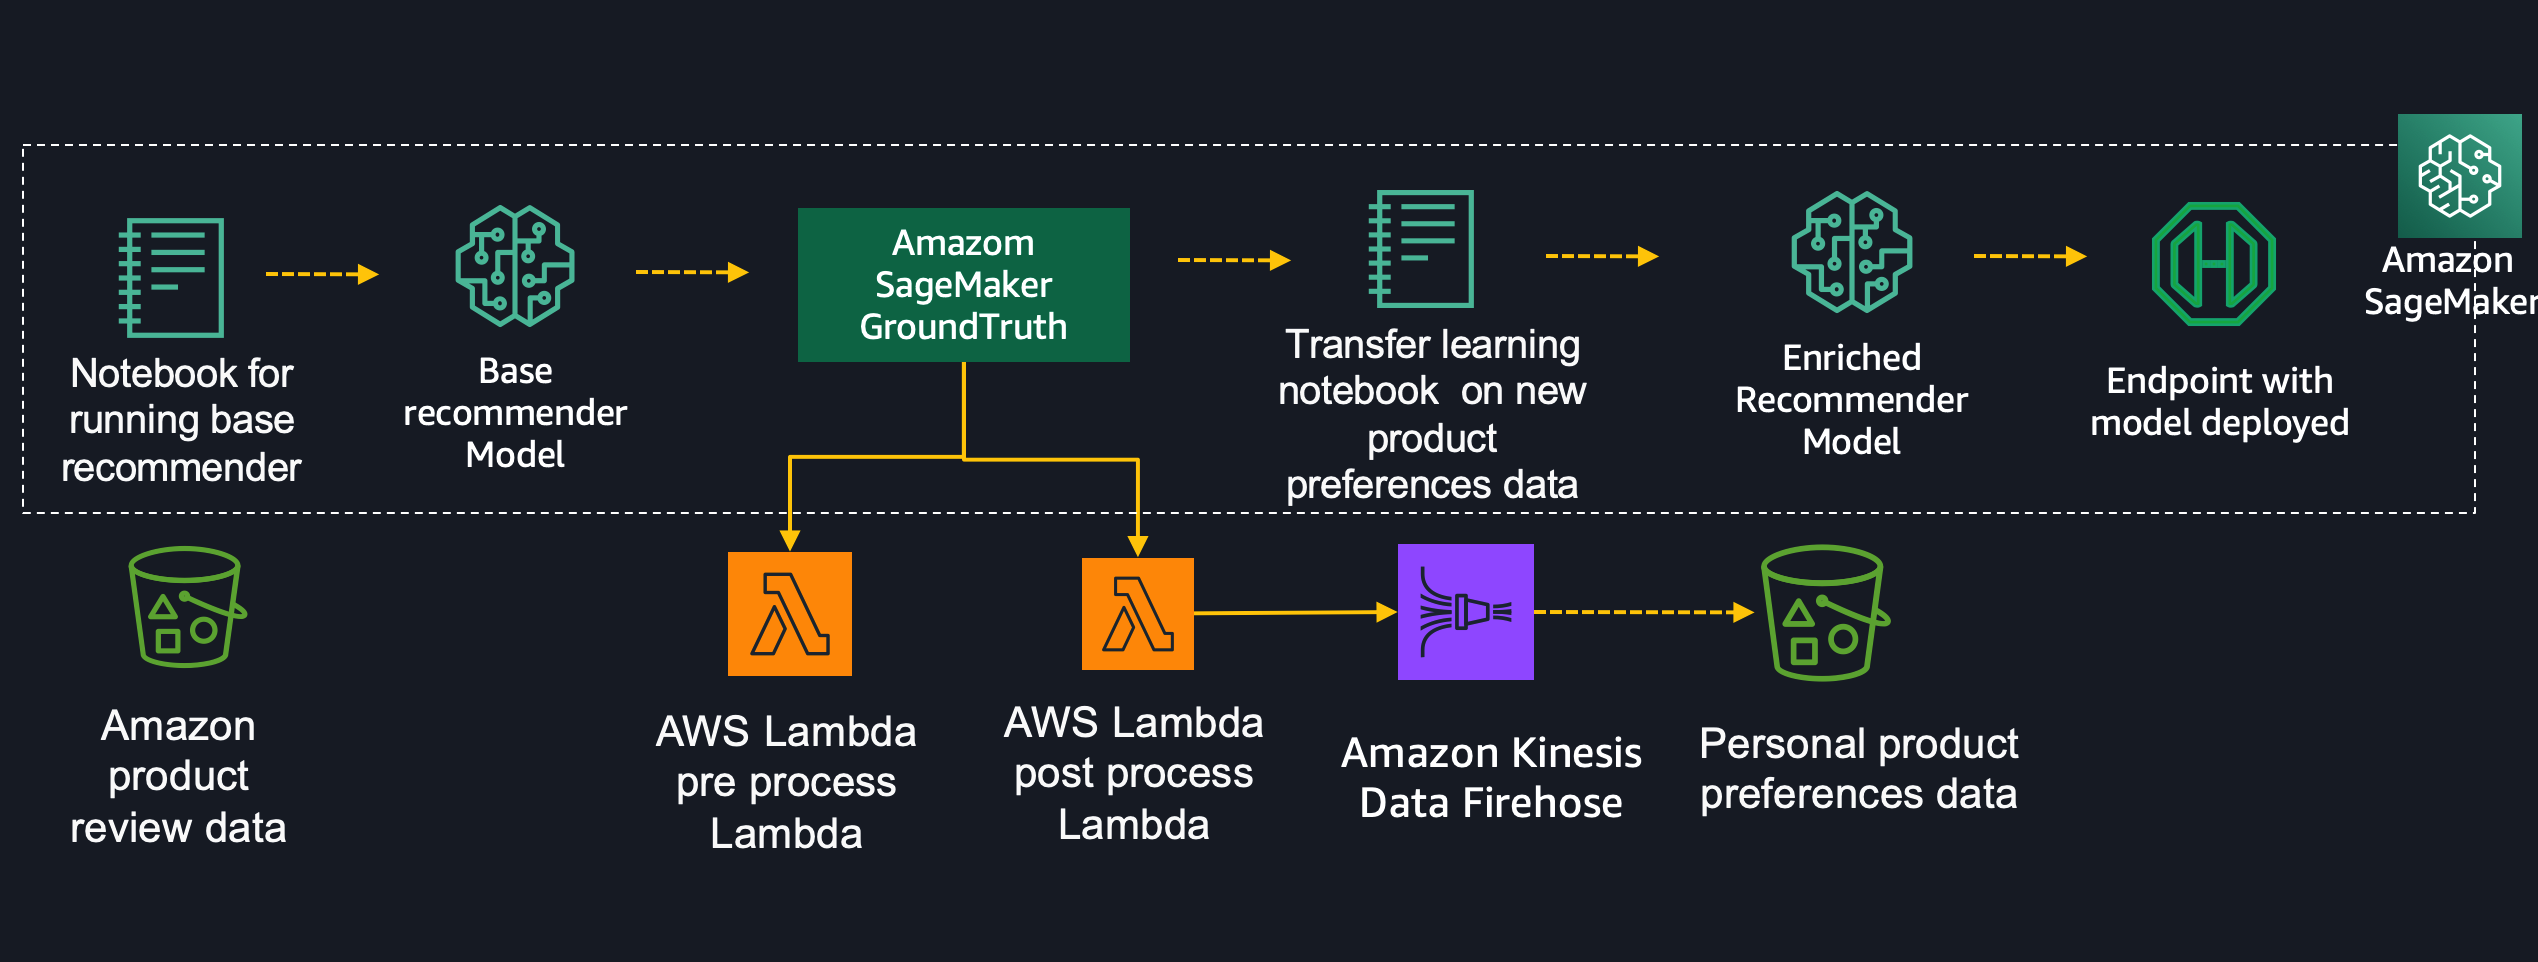 Notebook for
running base
recommender
Base
recommender
Model
Amazom
SageMaker
GroundTruth
Transfer learning
notebook  on new
product
preferences data
Enriched
Recommender
Model
Endpoint with
model deployed
Amazon
SageMaker
Amazon
product
review data
AWS Lambda
pre process
Lambda
AWS Lambda
post process
Lambda
Amazon Kinesis
Data Firehose
Personal product
preferences data